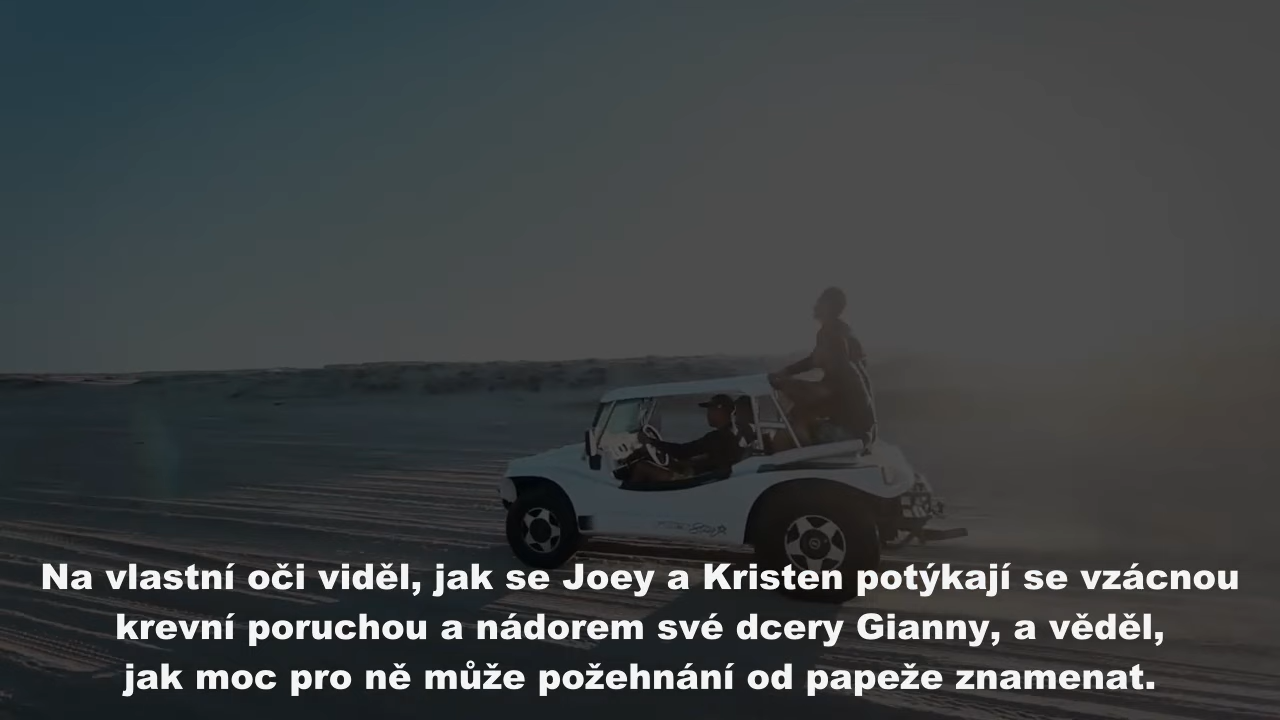 Na vlastní oči viděl, jak se Joey a Kristen potýkají se vzácnou
krevní poruchou a nádorem své dcery Gianny, a věděl,
jak moc pro ně může požehnání od papeže znamenat.